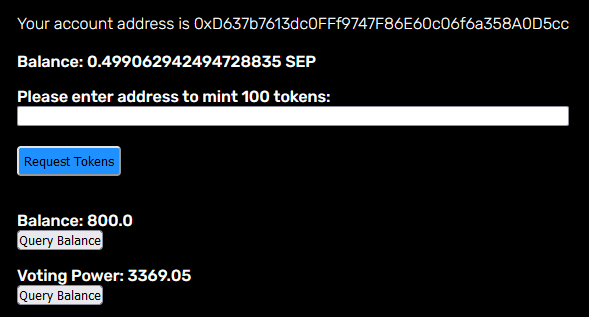 Your account address is 0xD637b7613dc0FFf9747F86E60c06f6a358A0D5cc
Balance: 0.499062942494728835 SEP
Please enter address to mint 100 tokens:
Request Tokens
Balance: 800.0
Query Balance
Voting Power: 3369.05
Query Balance